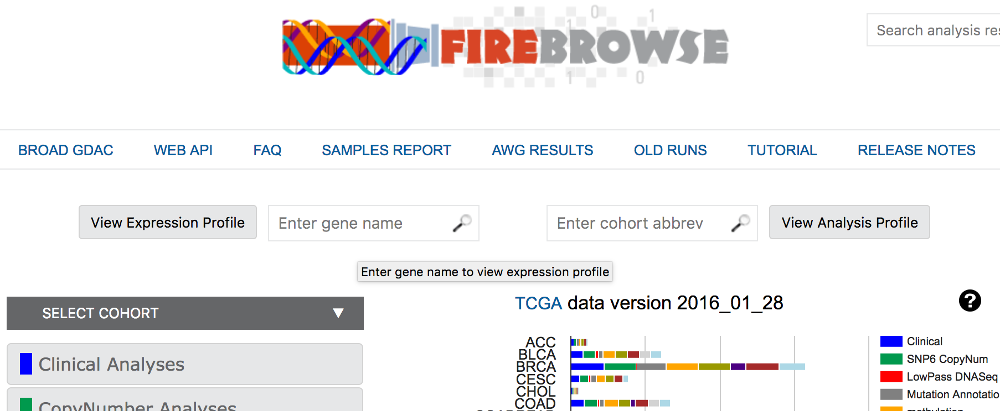 FIREBROWSE
Search analysis res
BROAD GDAC
WEB API
FAQ
SAMPLES REPORT
AWG RESULTS
OLD RUNS
TUTORIAL
RELEASE NOTES
View Expression Profile
Enter gene name
Enter cohort abbrev
View Analysis Profile
Enter gene name to view expression profile
SELECT COHORT ▼
TCGA data version 2016_01_28
?
Clinical Analyses
CopyNumber Analyses
ACC
BLCA
BRCA
CESC
CHOL
COAD
COADREAD
Clinical
SNP6 CopyNum
LowPass DNASeq
Mutation Annotatio
methylation